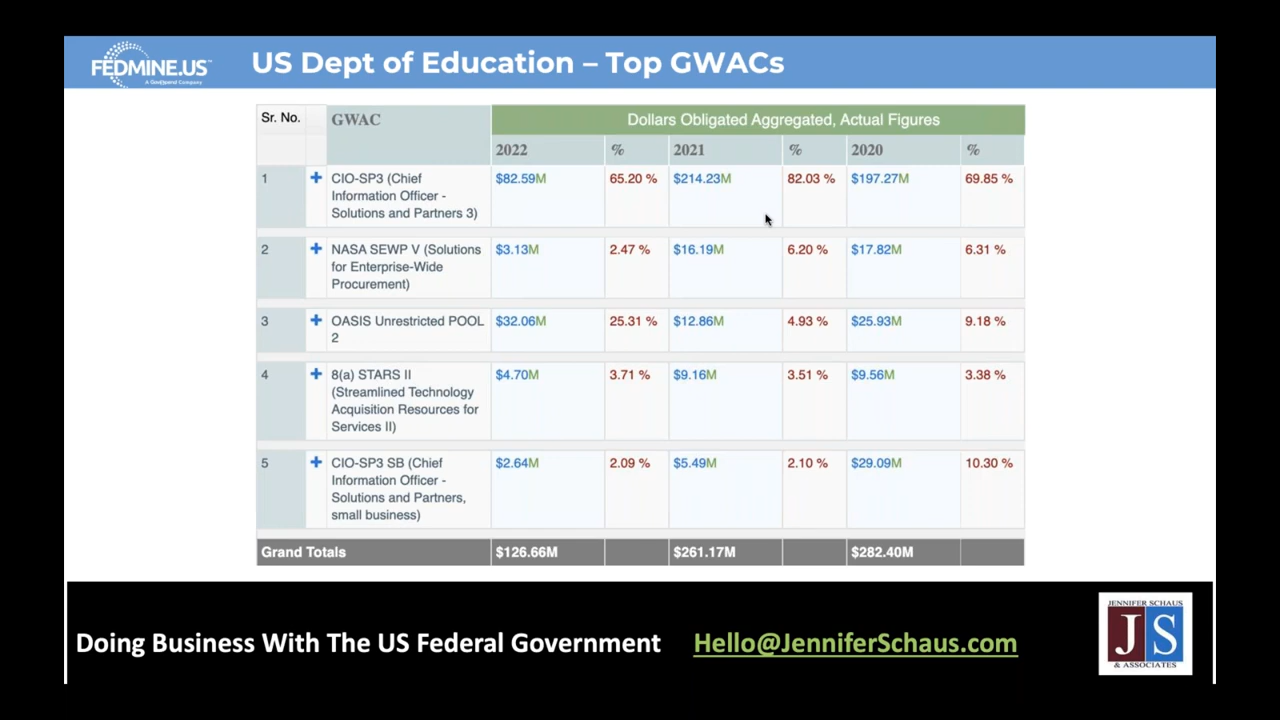 FEDMINE.US™
A GovSpend Company
US Dept of Education – Top GWACs
Sr. No. GWAC Dollars Obligated Aggregated, Actual Figures
2022 % 2021 % 2020 %
1 + CIO-SP3 (Chief $82.59M 65.20 % $214.23M 82.03 % $197.27M 69.85 %
Information Officer -
Solutions and Partners 3)
2 + NASA SEWP V (Solutions $3.13M 2.47 % $16.19M 6.20 % $17.82M 6.31 %
for Enterprise-Wide
Procurement)
3 + OASIS Unrestricted POOL $32.06M 25.31 % $12.86M 4.93 % $25.93M 9.18 %
2
4 + 8(a) STARS II $4.70M 3.71 % $9.16M 3.51 % $9.56M 3.38 %
(Streamlined Technology
Acquisition Resources for
Services II)
5 + CIO-SP3 SB (Chief $2.64M 2.09 % $5.49M 2.10 % $29.09M 10.30 %
Information Officer -
Solutions and Partners,
small business)
Grand Totals $126.66M $261.17M $282.40M
Doing Business With The US Federal Government Hello@JenniferSchaus.com
JENNIFER SCHAUS
JS
& ASSOCIATES